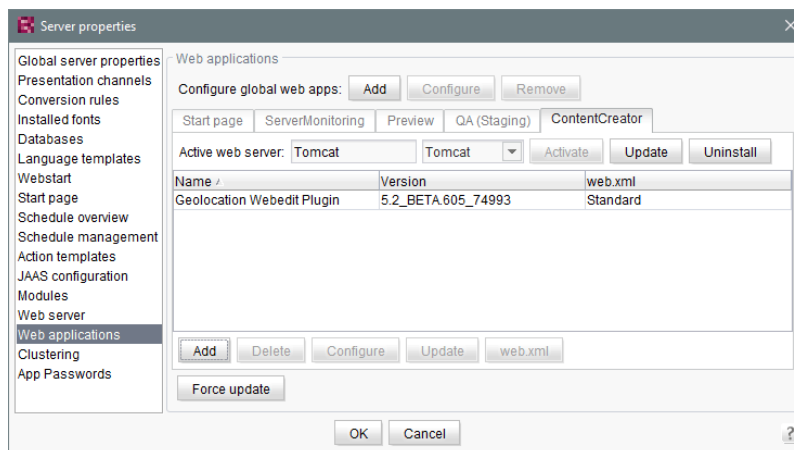 Server properties
Global server properties
Presentation channels
Conversion rules
Installed fonts
Databases
Language templates
Webstart
Start page
Schedule overview
Schedule management
Action templates
JAAS configuration
Modules
Web server
Web applications
Clustering
App Passwords
Web applications
Configure global web apps: Add Configure Remove
Start page ServerMonitoring Preview QA (Staging) ContentCreator
Active web server: Tomcat Tomcat Activate Update Uninstall
Name Version web.xml
Geolocation Webedit Plugin 5.2_BETA.605_74993 Standard
Add Delete Configure Update web.xml
Force update
OK Cancel ?